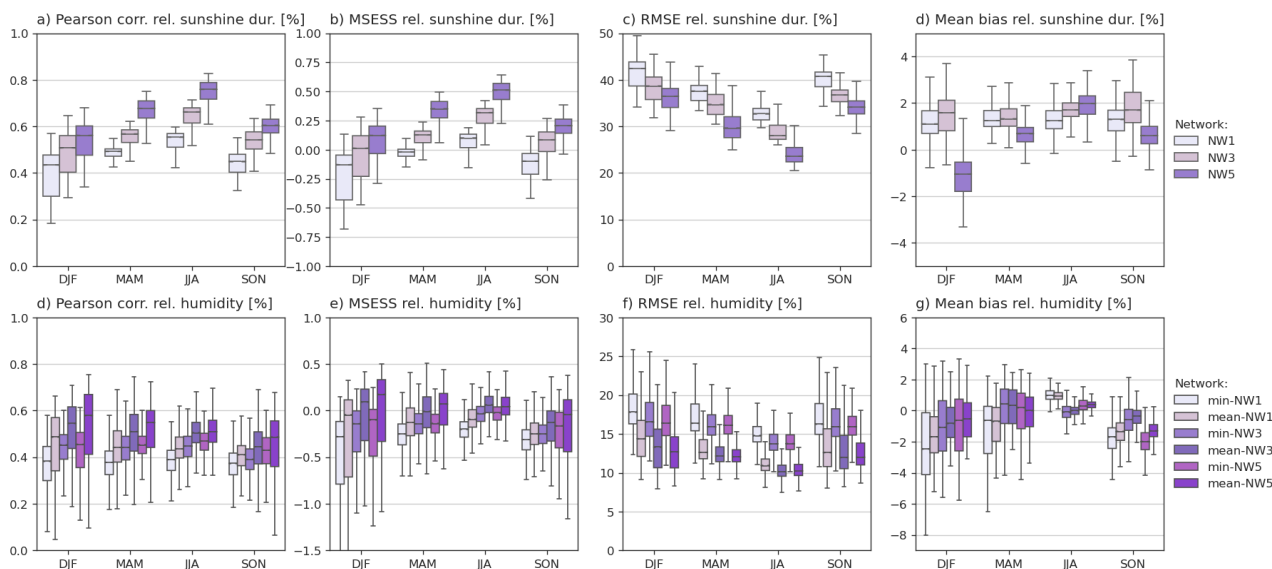 a) Pearson corr. rel. sunshine dur. [%]
b) MSESS rel. sunshine dur. [%]
c) RMSE rel. sunshine dur. [%]
d) Mean bias rel. sunshine dur. [%]
1.0
0.8
0.6
0.4
0.2
0.0
DJF MAM JJA SON
1.00
0.75
0.50
0.25
0.00
−0.25
−0.50
−0.75
−1.00
DJF MAM JJA SON
50
40
30
20
10
0
DJF MAM JJA SON
4
2
0
−2
−4
DJF MAM JJA SON
Network:
NW1
NW3
NW5
d) Pearson corr. rel. humidity [%]
e) MSESS rel. humidity [%]
f) RMSE rel. humidity [%]
g) Mean bias rel. humidity [%]
1.0
0.8
0.6
0.4
0.2
0.0
DJF MAM JJA SON
1.0
0.5
0.0
−0.5
−1.0
−1.5
DJF MAM JJA SON
30
25
20
15
10
5
0
DJF MAM JJA SON
6
4
2
0
−2
−4
−6
−8
DJF MAM JJA SON
Network:
min-NW1
mean-NW1
min-NW3
mean-NW3
min-NW5
mean-NW5